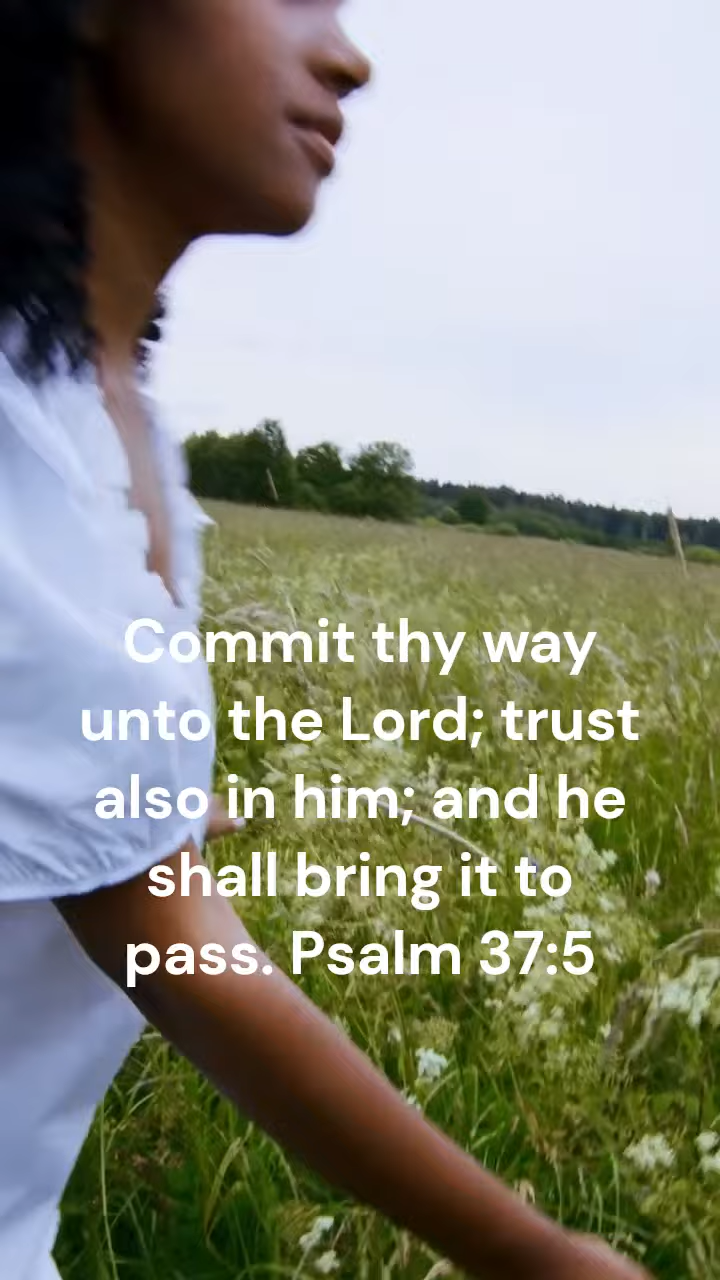 Commit thy way
unto the Lord; trust
also in him; and he
shall bring it to
pass. Psalm 37:5